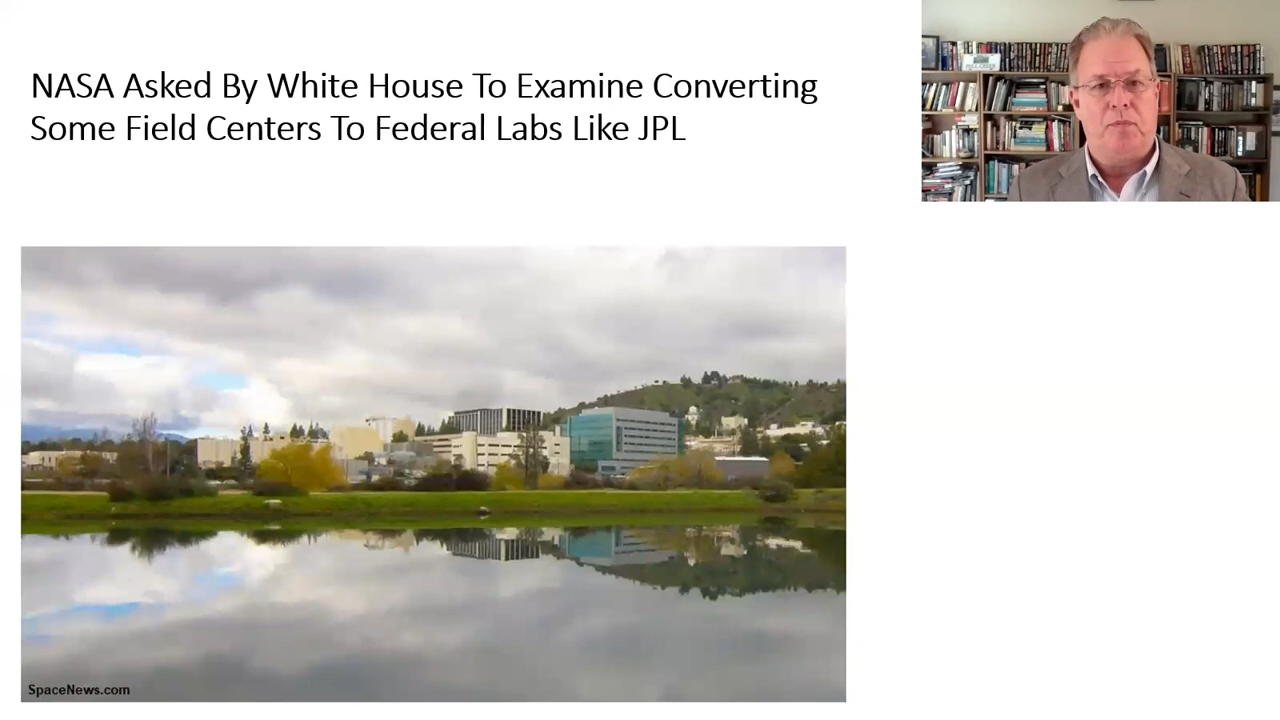 NASA Asked By White House To Examine Converting
Some Field Centers To Federal Labs Like JPL
SpaceNews.com